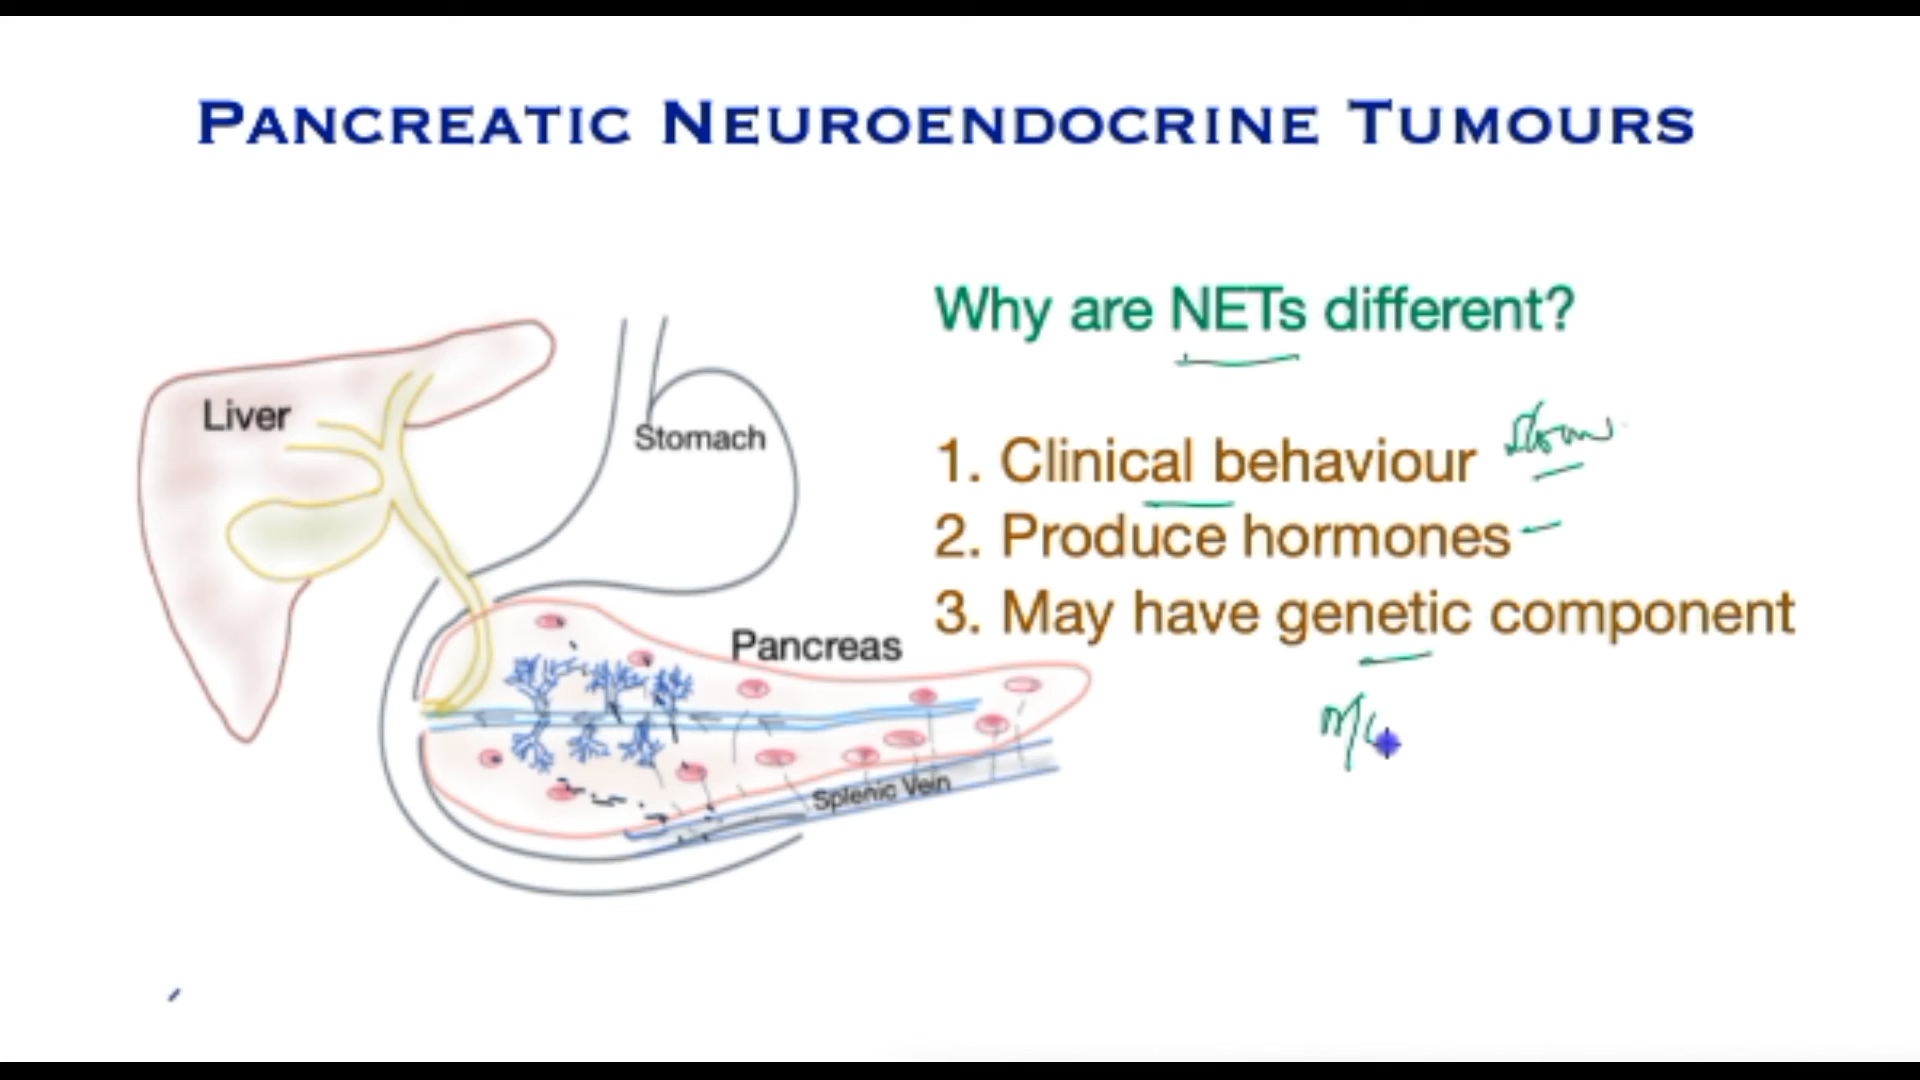 PANCREATIC NEUROENDOCRINE TUMOURS
Why are NETs different?
Liver
Stomach
1. Clinical behaviour
2. Produce hormones
3. May have genetic component
Pancreas
Splenic Vein